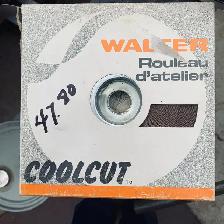 WALTER
Rouleau
d'atelier
47.80
COOLCUT